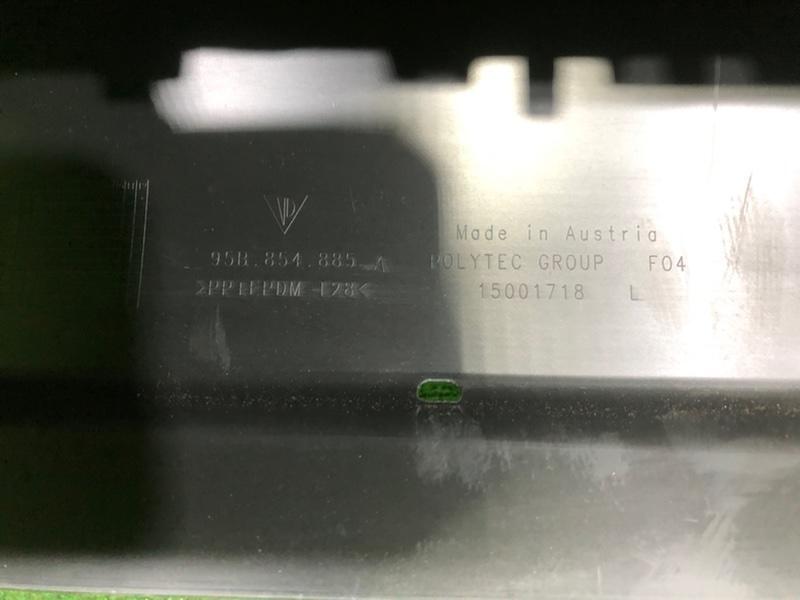 95B.854.885 A
>PP+EPDM-T28<
Made in Austria
POLYTEC GROUP F04
15001718 L